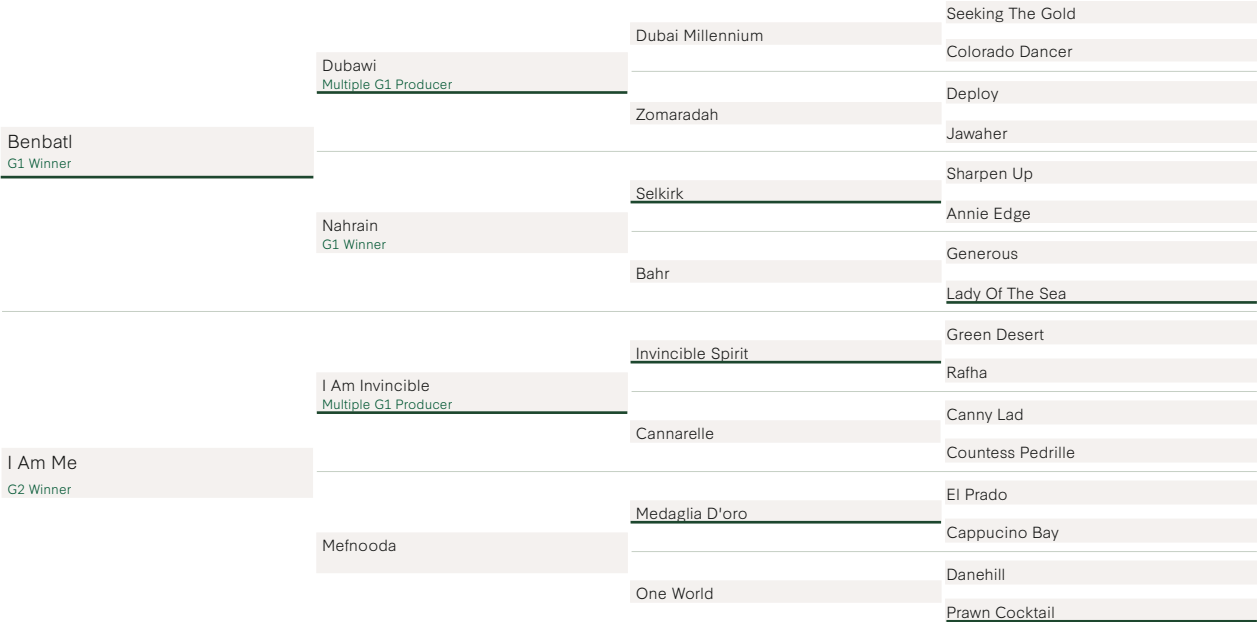 Benbatl
G1 Winner
I Am Me
G2 Winner
Dubawi
Multiple G1 Producer
Nahrain
G1 Winner
I Am Invincible
Multiple G1 Producer
Mefnooda
Dubai Millennium
Zomaradah
Selkirk
Bahr
Invincible Spirit
Cannarelle
Medaglia D'oro
One World
Seeking The Gold
Colorado Dancer
Deploy
Jawaher
Sharpen Up
Annie Edge
Generous
Lady Of The Sea
Green Desert
Rafha
Canny Lad
Countess Pedrille
El Prado
Cappucino Bay
Danehill
Prawn Cocktail